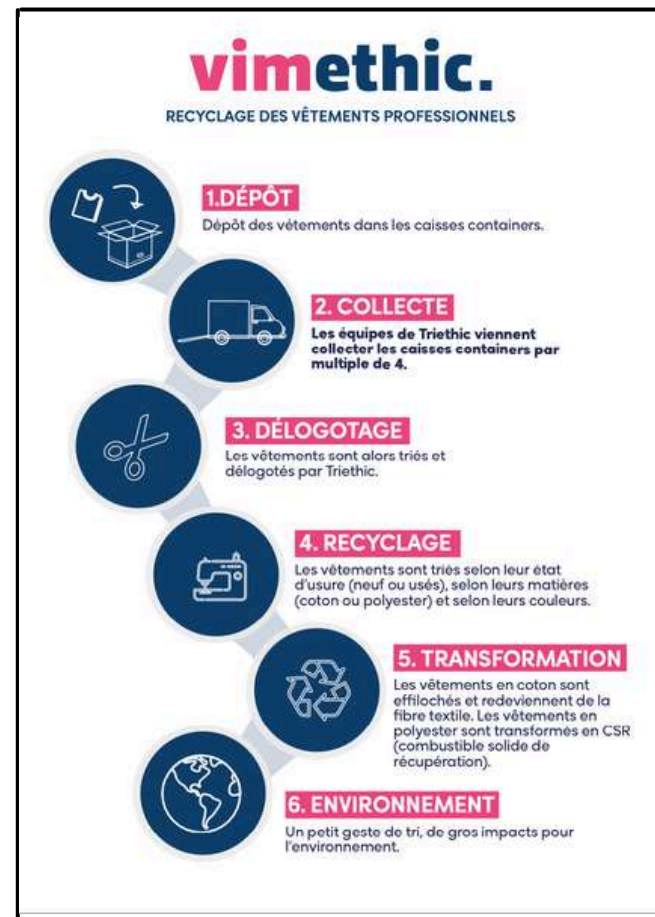 vimethic.
RECYCLAGE DES VÊTEMENTS PROFESSIONNELS
1.DÉPÔT
Dépôt des vétements dans les caisses containers.
2. COLLECTE
Les équipes de Triethic viennent
collecter les caisses containers par
multiple de 4.
3. DÉLOGOTAGE
Les vêtements sont alors triés et
délogotés par Triethic.
4. RECYCLAGE
Les vétements sont triés selon leur état
d'usure (neuf ou usés), selon leurs matières
(coton ou polyester) et selon leurs couleurs.
5. TRANSFORMATION
Les vêtements en coton sont
effilochés et redeviennent de la
fibre textile. Les vêtements en
polyester sont transformés en CSR
(combustible solide de
récupération).
6. ENVIRONNEMENT
Un petit geste de tri, de gros impacts pour
l'environnement.